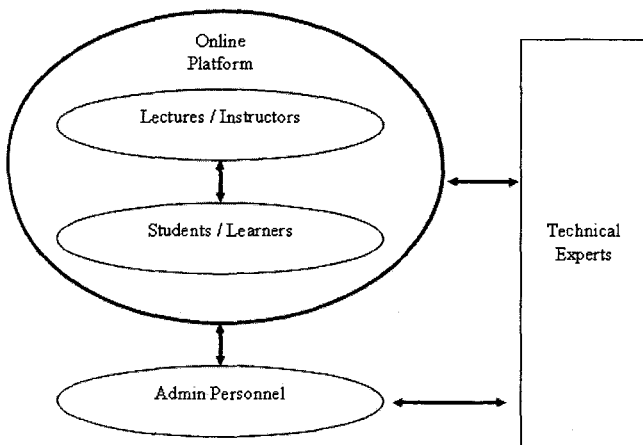 Online
Platform
Lectures / Instructors
Students / Learners
Technical
Experts
Admin Personnel